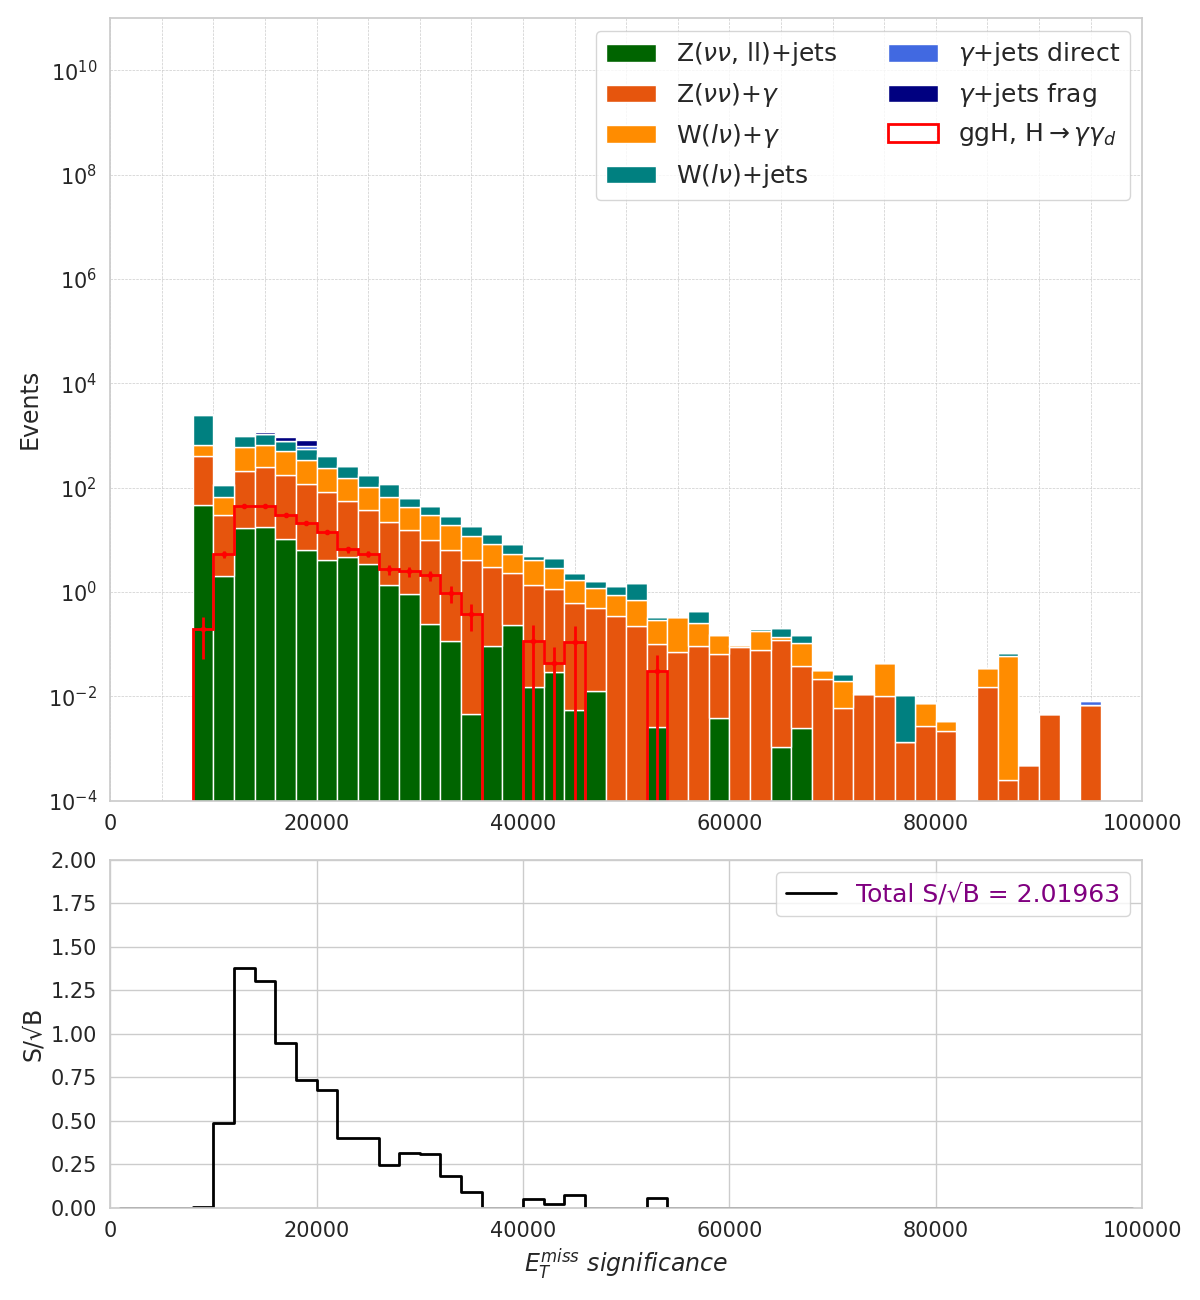 Z(νν, ll)+jets
Z(νν)+γ
W(lν)+γ
W(lν)+jets
γ+jets direct
γ+jets frag
ggH, H→γγ_d
Events
10^10
10^8
10^6
10^4
10^2
10^0
10^−2
10^−4
0 20000 40000 60000 80000 100000
Total S/√B = 2.01963
S/√B
2.00
1.75
1.50
1.25
1.00
0.75
0.50
0.25
0.00
0 20000 40000 60000 80000 100000
E_T^miss significance